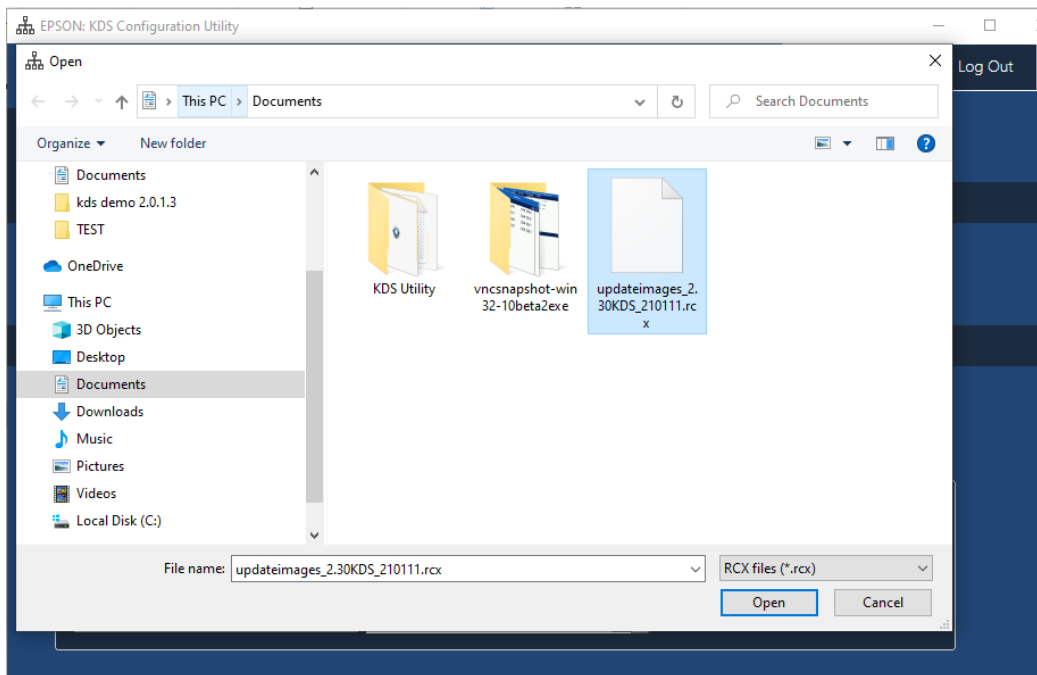 EPSON: KDS Configuration Utility
Open
Log Out
This PC > Documents
Search Documents
Organize
New folder
Documents
kds demo 2.0.1.3
TEST
OneDrive
This PC
3D Objects
Desktop
Documents
Downloads
Music
Pictures
Videos
Local Disk (C:)
KDS Utility
vncsnapshot-win
32-10beta2exe
updateimages_2.
30KDS_210111.rc
x
File name: updateimages_2.30KDS_210111.rcx
RCX files (*.rcx)
Open
Cancel